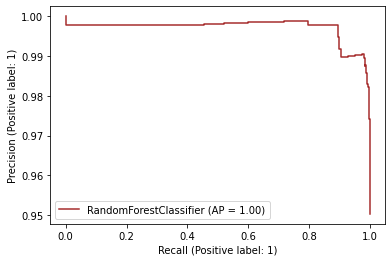 1.00
0.99
0.98
0.97
0.96
0.95
Precision (Positive label: 1)
RandomForestClassifier (AP = 1.00)
0.0 0.2 0.4 0.6 0.8 1.0
Recall (Positive label: 1)